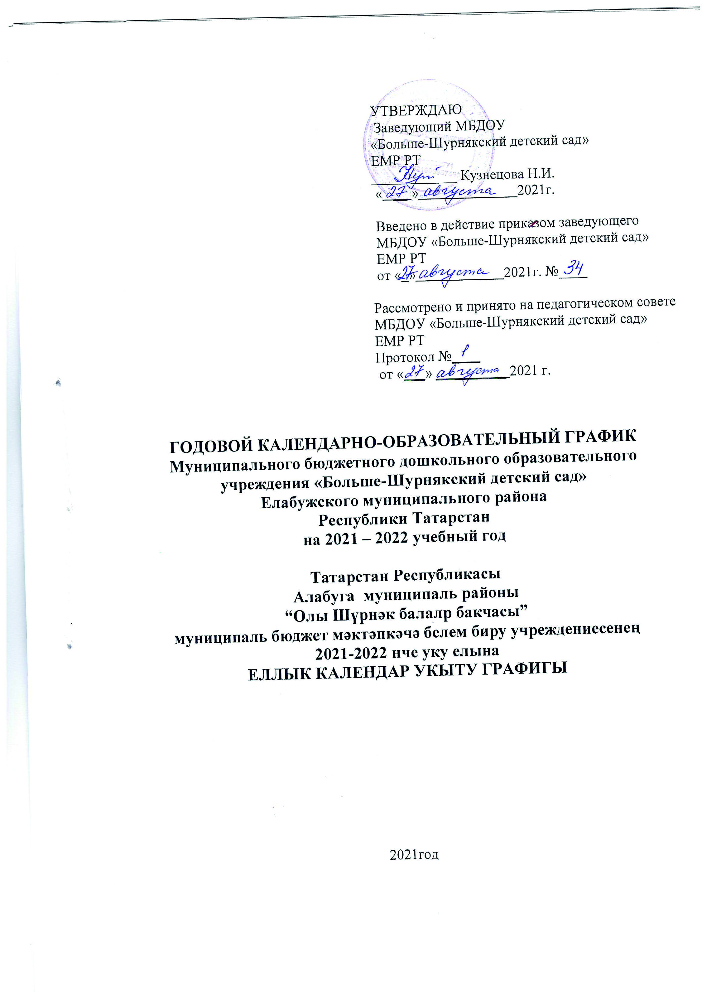 УТВЕРЖДАЮ
Заведующий МБДОУ
«Больше-Шурнякский детский сад»
ЕМР РТ
____________ Кузнецова Н.И.
«27» августа 2021г.
Введено в действие приказом заведующего
МБДОУ «Больше-Шурнякский детский сад»
ЕМР РТ
от «27» августа 2021г. № 34
Рассмотрено и принято на педагогическом совете
МБДОУ «Больше-Шурнякский детский сад»
ЕМР РТ
Протокол № 1
от «27» августа 2021 г.
ГОДОВОЙ КАЛЕНДАРНО-ОБРАЗОВАТЕЛЬНЫЙ ГРАФИК
Муниципального бюджетного дошкольного образовательного
учреждения «Больше-Шурнякский детский сад»
Елабужского муниципального района
Республики Татарстан
на 2021 – 2022 учебный год
Татарстан Республикасы
Алабуга муниципаль районы
“Олы Шүрнәк балалр бакчасы”
муниципаль бюджет мәктәпкәчә белем биру учреждениесенең
2021-2022 нче уку елына
ЕЛЛЫК КАЛЕНДАР УКЫТУ ГРАФИГЫ
2021год